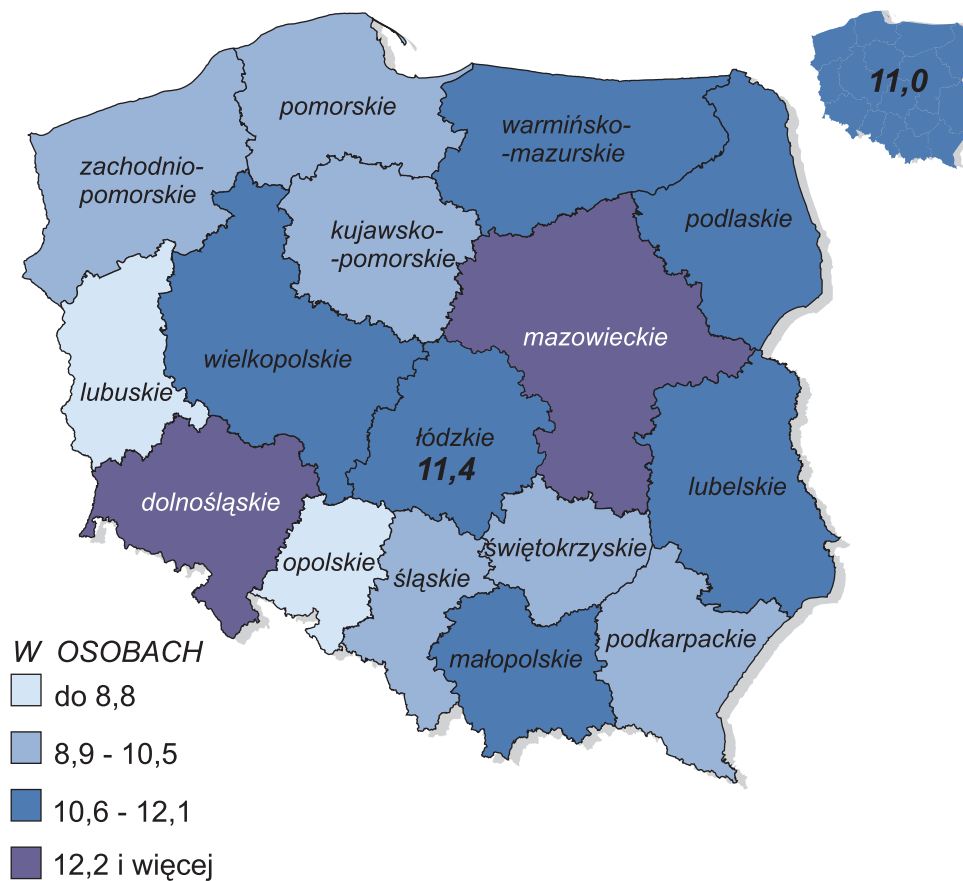 11,0
pomorskie
warmińsko-
-mazurskie
zachodnio-
pomorskie
podlaskie
kujawsko-
-pomorskie
mazowieckie
wielkopolskie
lubuskie
łódzkie
11,4
lubelskie
dolnośląskie
świętokrzyskie
opolskie
śląskie
podkarpackie
małopolskie
W OSOBACH
do 8,8
8,9 - 10,5
10,6 - 12,1
12,2 i więcej